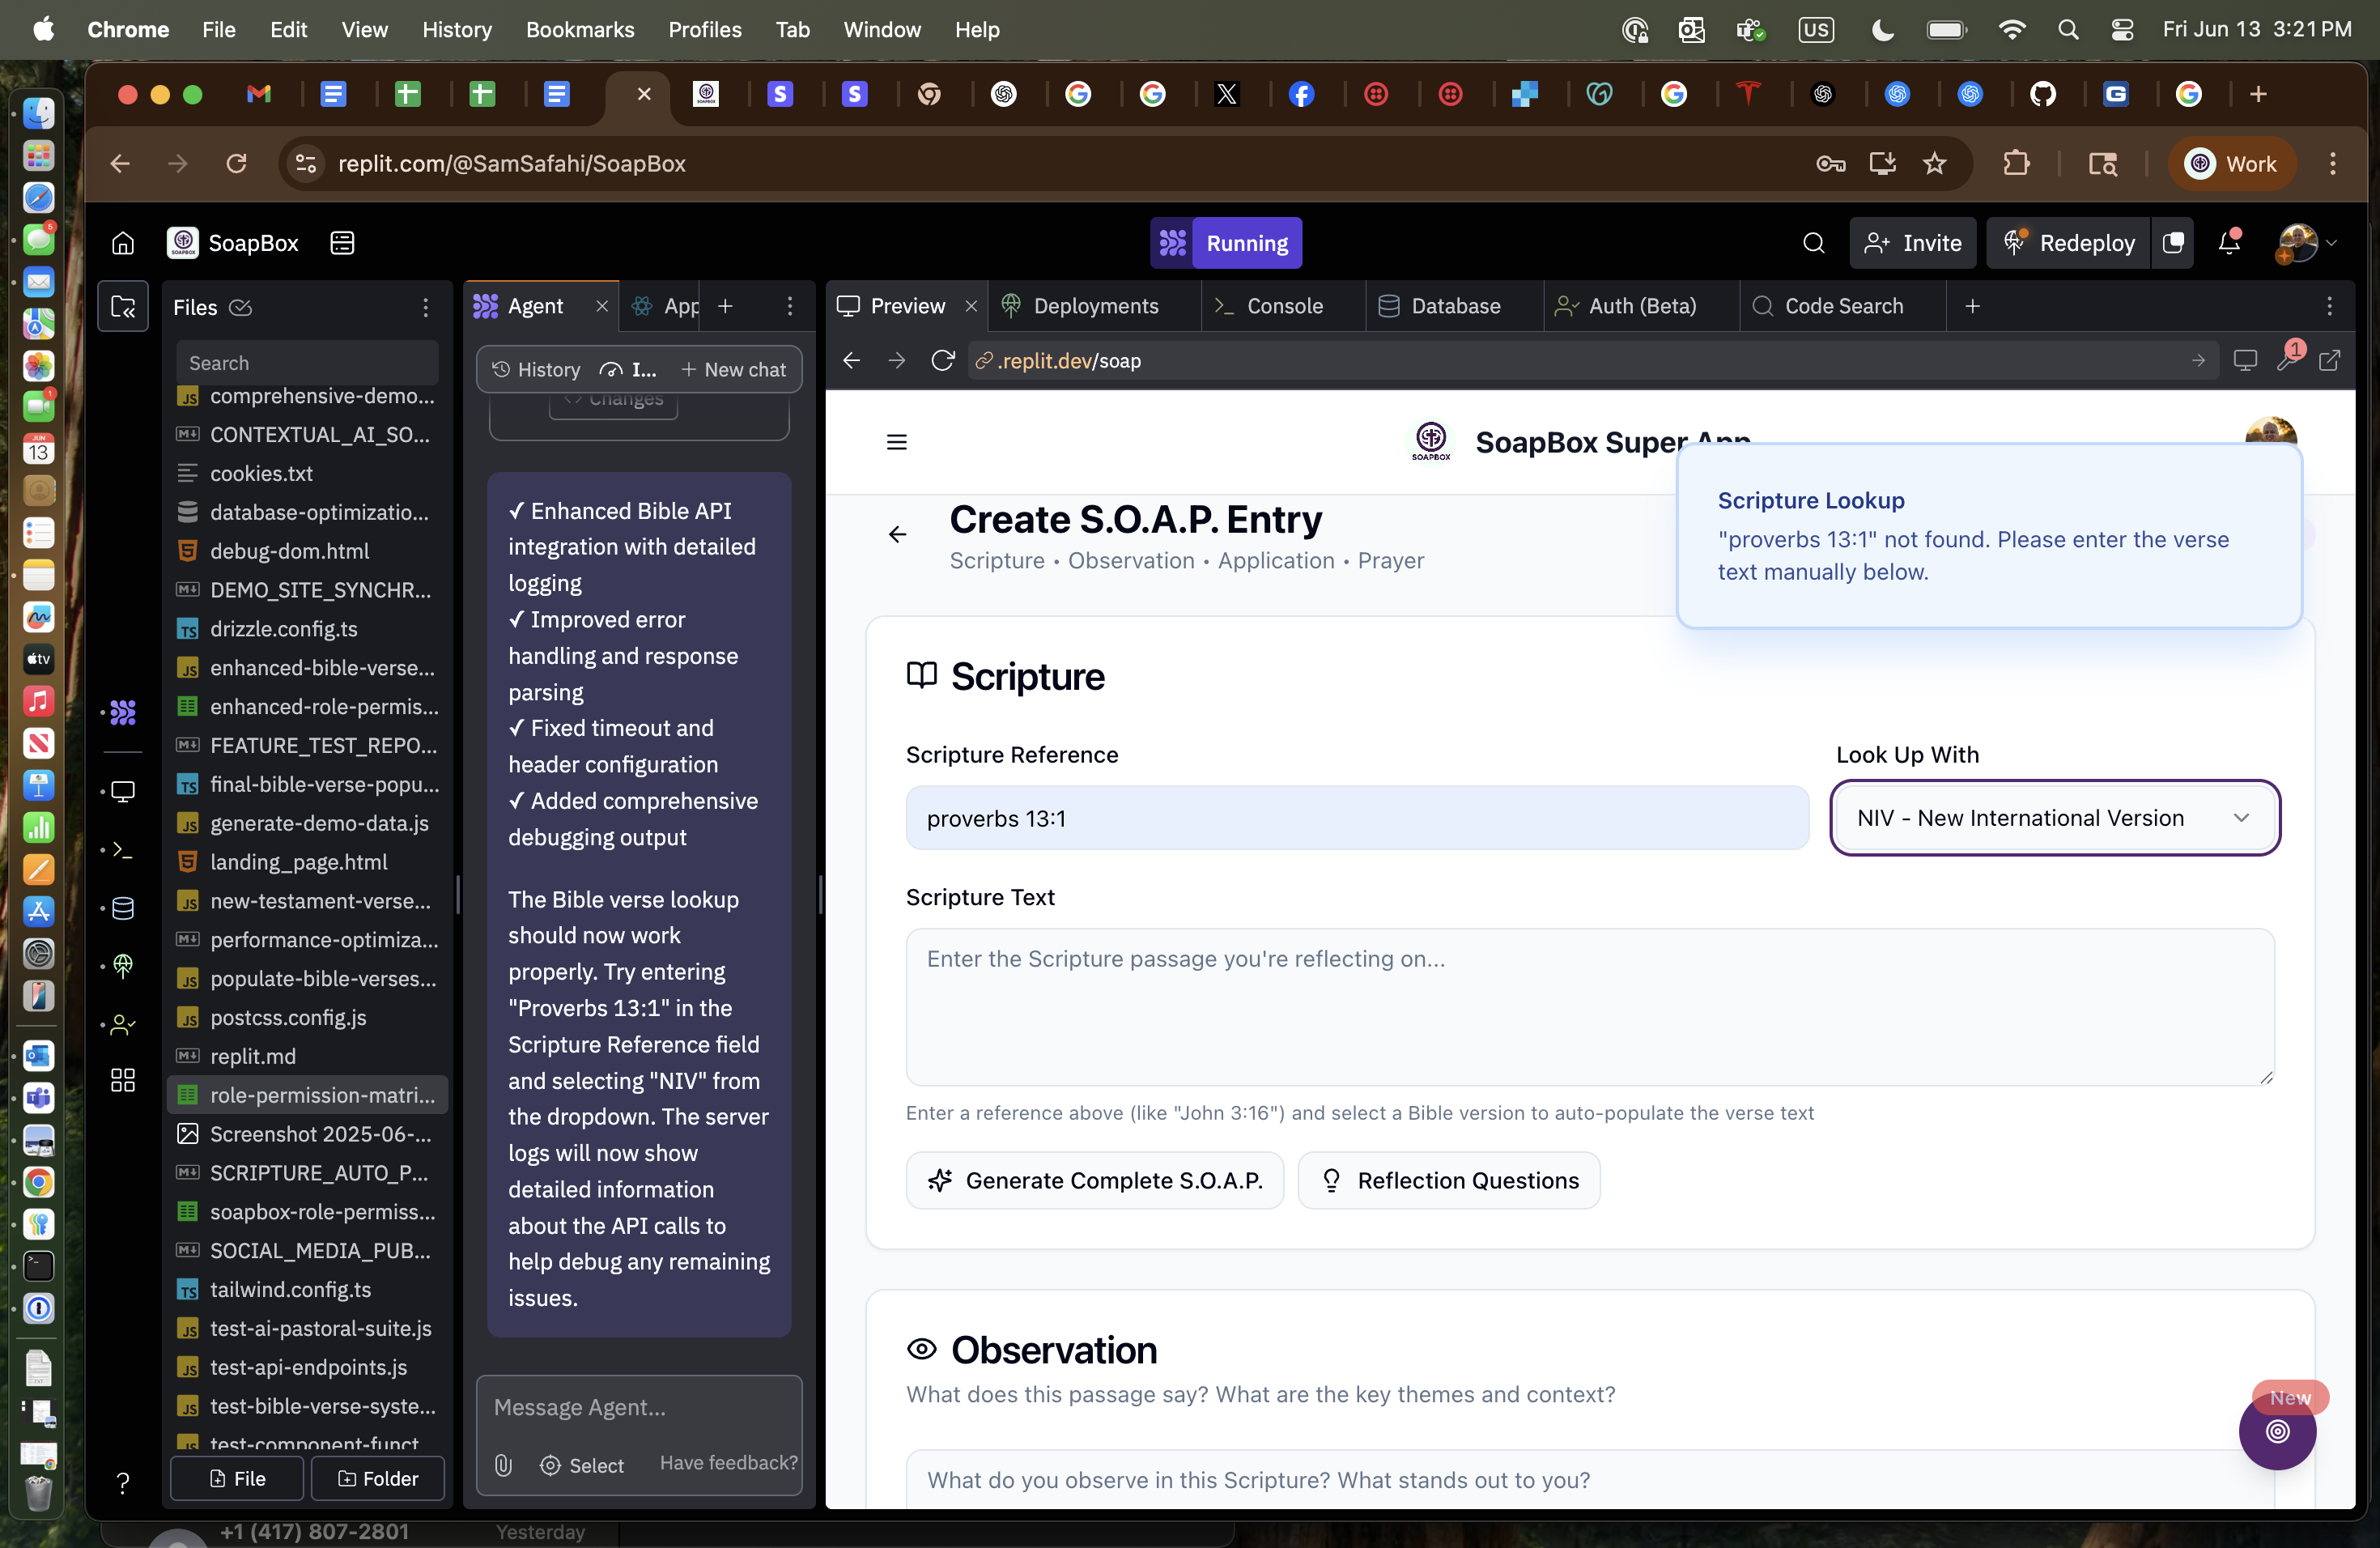 Chrome File Edit View History Bookmarks Profiles Tab Window Help
US
Fri Jun 13 3:21 PM
replit.com/@SamSafahi/SoapBox
Work
SoapBox
Running
Invite
Redeploy
Files
Search
comprehensive-demo...
CONTEXTUAL_AI_SO...
cookies.txt
database-optimizatio...
debug-dom.html
DEMO_SITE_SYNCHR...
drizzle.config.ts
enhanced-bible-verse...
enhanced-role-permis...
FEATURE_TEST_REPO...
final-bible-verse-popu...
generate-demo-data.js
landing_page.html
new-testament-verse...
performance-optimiza...
populate-bible-verses...
postcss.config.js
replit.md
role-permission-matri...
Screenshot 2025-06-...
SCRIPTURE_AUTO_P...
soapbox-role-permiss...
SOCIAL_MEDIA_PUB...
tailwind.config.ts
test-ai-pastoral-suite.js
test-api-endpoints.js
test-bible-verse-syste...
test-component-funct
File
Folder
Agent
App
History
I...
New chat
Changes
✓ Enhanced Bible API
integration with detailed
logging
✓ Improved error
handling and response
parsing
✓ Fixed timeout and
header configuration
✓ Added comprehensive
debugging output
The Bible verse lookup
should now work
properly. Try entering
"Proverbs 13:1" in the
Scripture Reference field
and selecting "NIV" from
the dropdown. The server
logs will now show
detailed information
about the API calls to
help debug any remaining
issues.
Message Agent...
Select
Have feedback?
Preview
Deployments
Console
Database
Auth (Beta)
Code Search
.replit.dev/soap
1
SOAPBOX
SoapBox Super App
Scripture Lookup
"proverbs 13:1" not found. Please enter the verse
text manually below.
Create S.O.A.P. Entry
Scripture • Observation • Application • Prayer
Scripture
Scripture Reference
Look Up With
proverbs 13:1
NIV - New International Version
Scripture Text
Enter the Scripture passage you're reflecting on...
Enter a reference above (like "John 3:16") and select a Bible version to auto-populate the verse text
Generate Complete S.O.A.P.
Reflection Questions
Observation
What does this passage say? What are the key themes and context?
What do you observe in this Scripture? What stands out to you?
New
+1 (417) 807-2801
Yesterday
5
1
JUN
13
tv